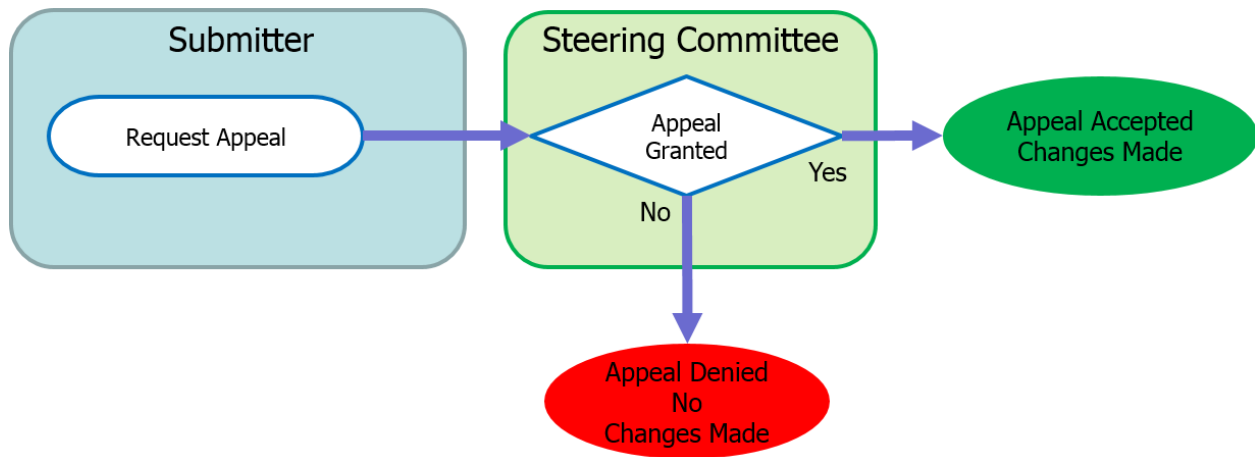 Submitter
Steering Committee
Request Appeal
Appeal
Granted
Yes
No
Appeal Accepted
Changes Made
Appeal Denied
No
Changes Made